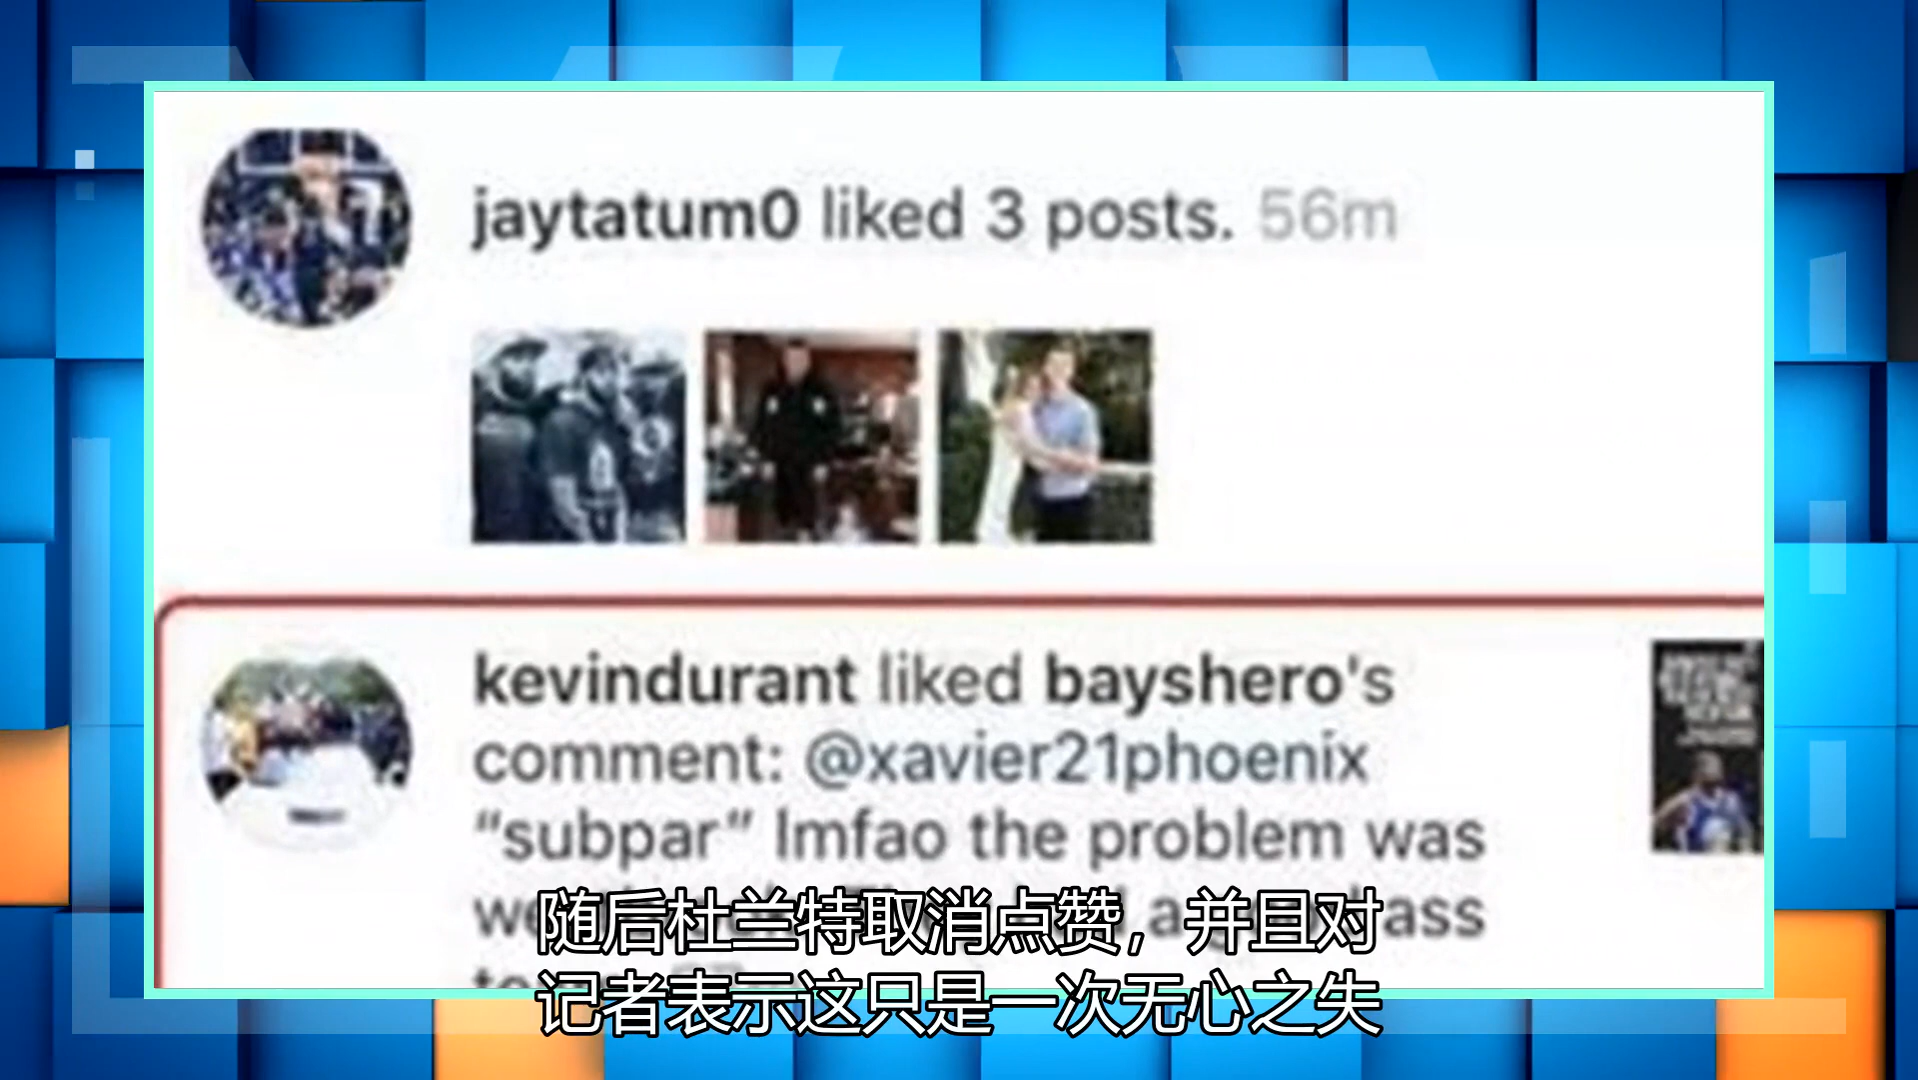 jaytatum0 liked 3 posts. 56m
kevindurant liked bayshero's
comment: @xavier21phoenix
“subpar” lmfao the problem was
ass
随后杜兰特取消点赞，并且对
记者表示这只是一次无心之失